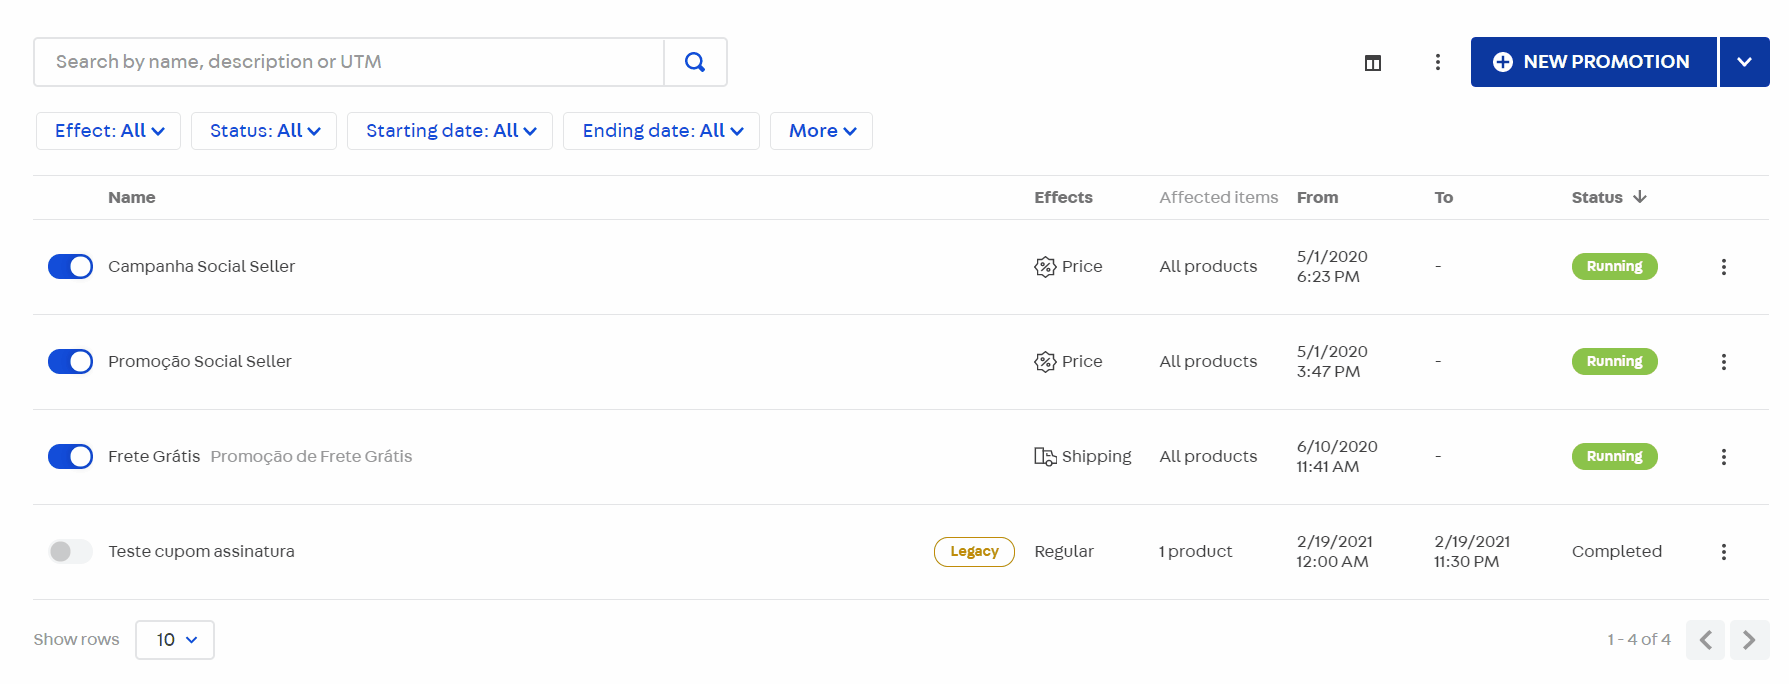 Search by name, description or UTM
NEW PROMOTION
Effect: All
Status: All
Starting date: All
Ending date: All
More
Name Effects Affected items From To Status
Campanha Social Seller Price All products 5/1/2020 6:23 PM - Running
Promoção Social Seller Price All products 5/1/2020 3:47 PM - Running
Frete Grátis Promoção de Frete Grátis Shipping All products 6/10/2020 11:41 AM - Running
Teste cupom assinatura Legacy Regular 1 product 2/19/2021 12:00 AM 2/19/2021 11:30 PM Completed
Show rows 10 1 - 4 of 4